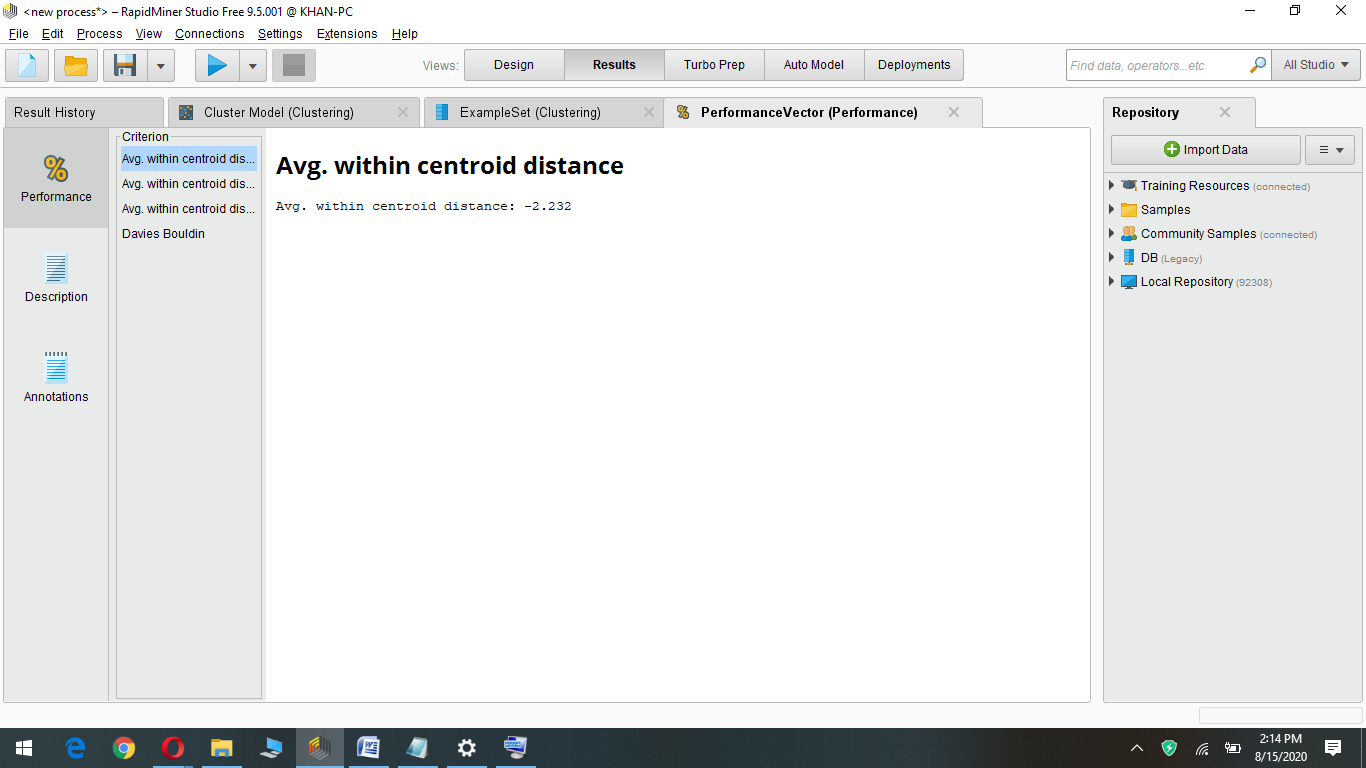 <new process*> – RapidMiner Studio Free 9.5.001 @ KHAN-PC
File Edit Process View Connections Settings Extensions Help
Views: Design Results Turbo Prep Auto Model Deployments
Find data, operators...etc
All Studio
Result History
Cluster Model (Clustering)
ExampleSet (Clustering)
PerformanceVector (Performance)
Repository
Performance
Description
Annotations
Criterion
Avg. within centroid dis...
Avg. within centroid dis...
Avg. within centroid dis...
Davies Bouldin
Avg. within centroid distance
Avg. within centroid distance: -2.232
Import Data
Training Resources (connected)
Samples
Community Samples (connected)
DB (Legacy)
Local Repository (92308)
2:14 PM
8/15/2020